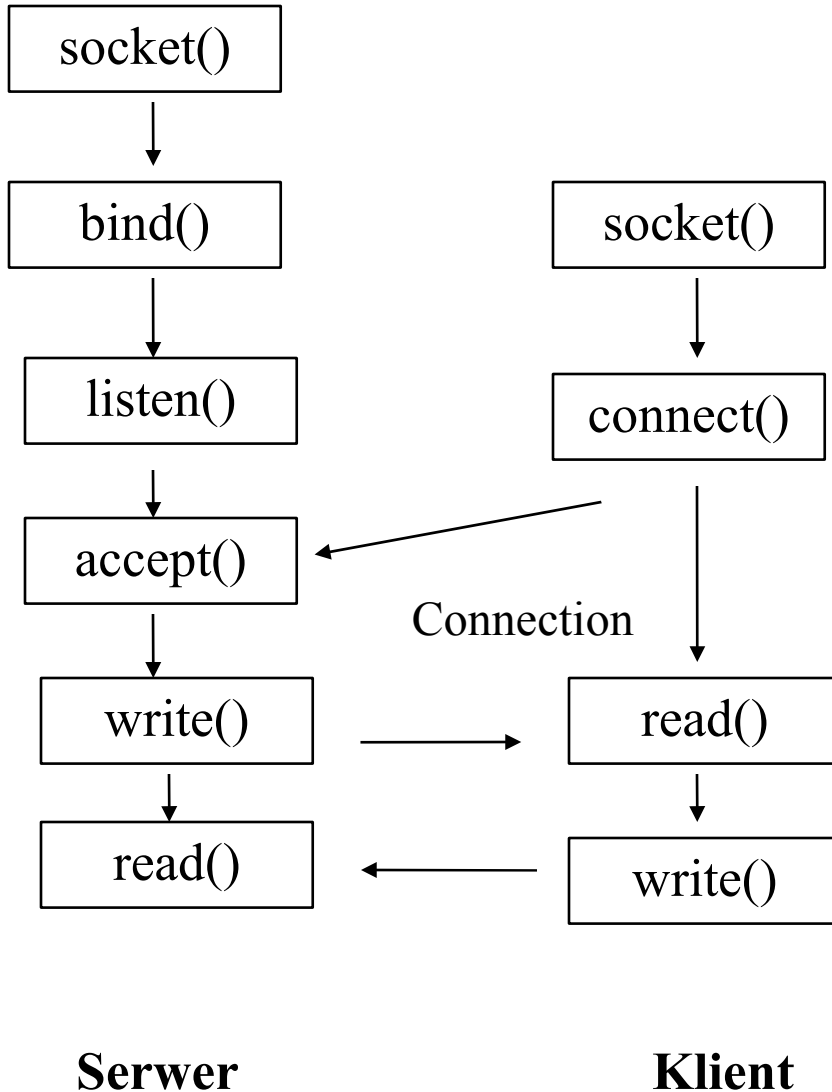 socket()
bind()
socket()
listen()
connect()
accept()
Connection
write()
read()
read()
write()
Serwer
Klient